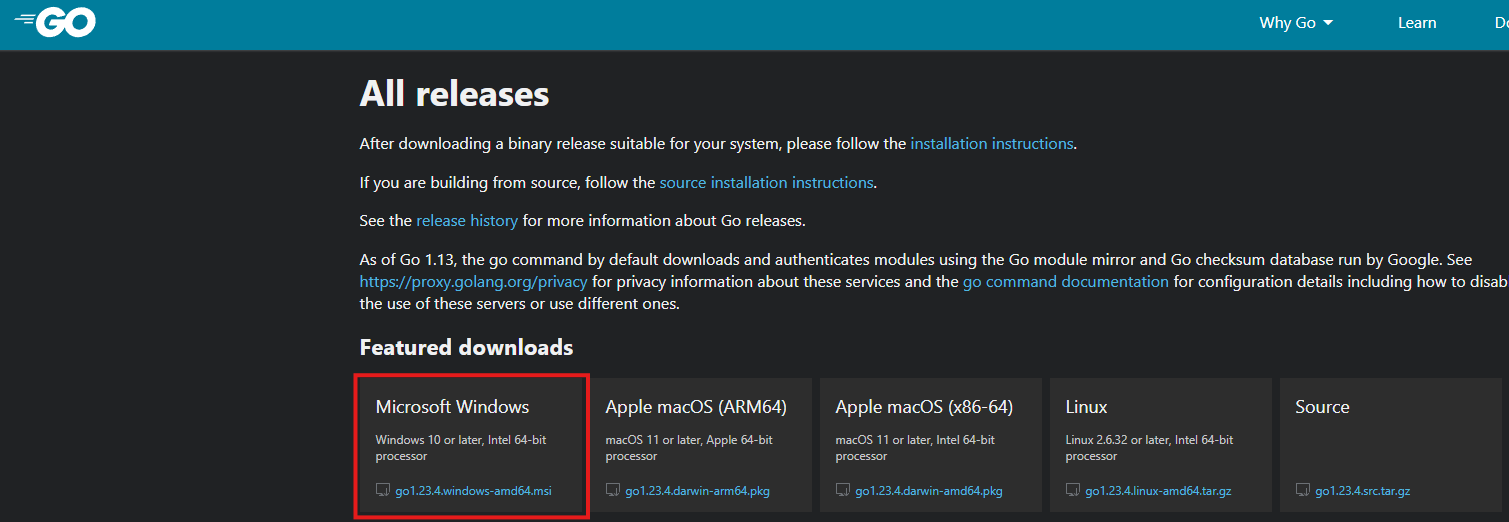 GO
Why Go
Learn
All releases
After downloading a binary release suitable for your system, please follow the installation instructions.
If you are building from source, follow the source installation instructions.
See the release history for more information about Go releases.
As of Go 1.13, the go command by default downloads and authenticates modules using the Go module mirror and Go checksum database run by Google. See
https://proxy.golang.org/privacy for privacy information about these services and the go command documentation for configuration details including how to disab
the use of these servers or use different ones.
Featured downloads
Microsoft Windows
Windows 10 or later, Intel 64-bit
processor
go1.23.4.windows-amd64.msi
Apple macOS (ARM64)
macOS 11 or later, Apple 64-bit
processor
go1.23.4.darwin-arm64.pkg
Apple macOS (x86-64)
macOS 11 or later, Intel 64-bit
processor
go1.23.4.darwin-amd64.pkg
Linux
Linux 2.6.32 or later, Intel 64-bit
processor
go1.23.4.linux-amd64.tar.gz
Source
go1.23.4.src.tar.gz